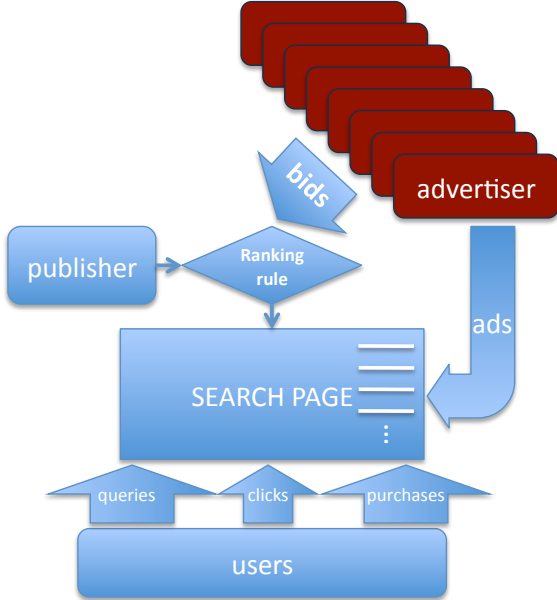 advertiser
bids
publisher
Ranking
rule
ads
SEARCH PAGE
⋮
queries
clicks
purchases
users